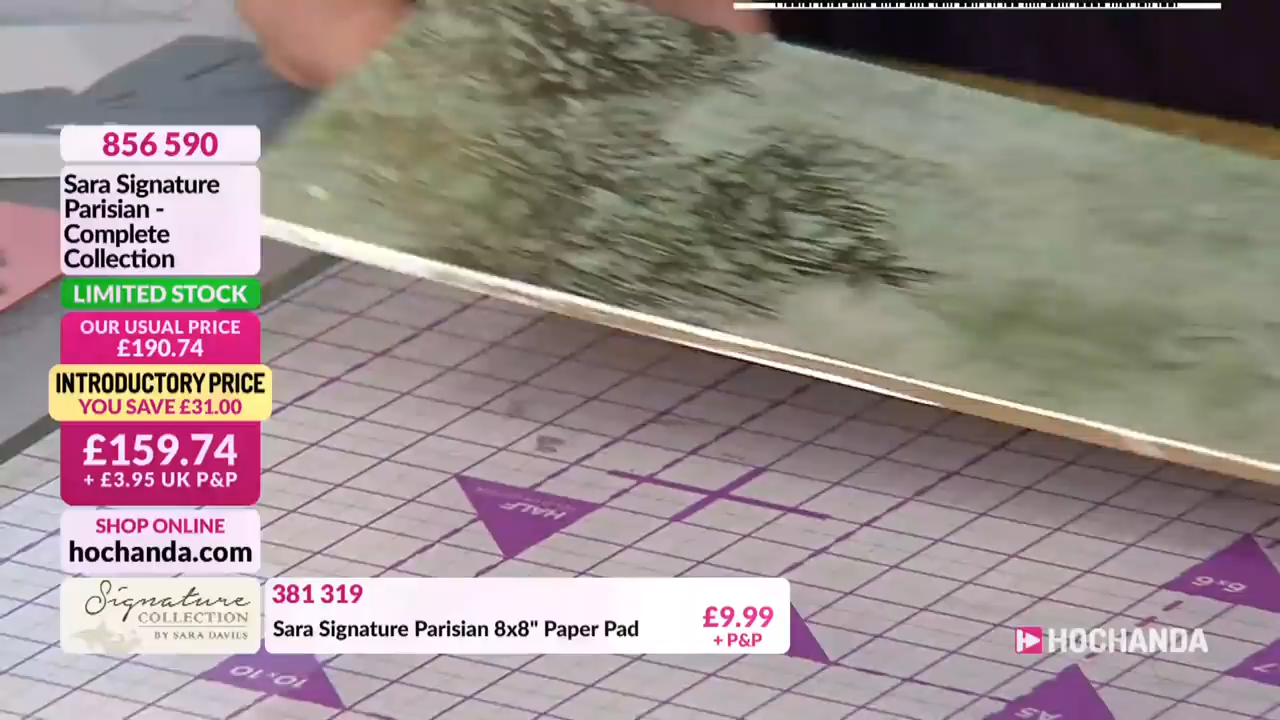 856 590
Sara Signature
Parisian -
Complete
Collection
LIMITED STOCK
OUR USUAL PRICE
£190.74
INTRODUCTORY PRICE
YOU SAVE £31.00
£159.74
+ £3.95 UK P&P
SHOP ONLINE
hochanda.com
Signature
COLLECTION
BY SARA DAVIES
381 319
Sara Signature Parisian 8x8" Paper Pad
£9.99
+ P&P
HOCHANDA
HALF
6x6
10x10
A5
7